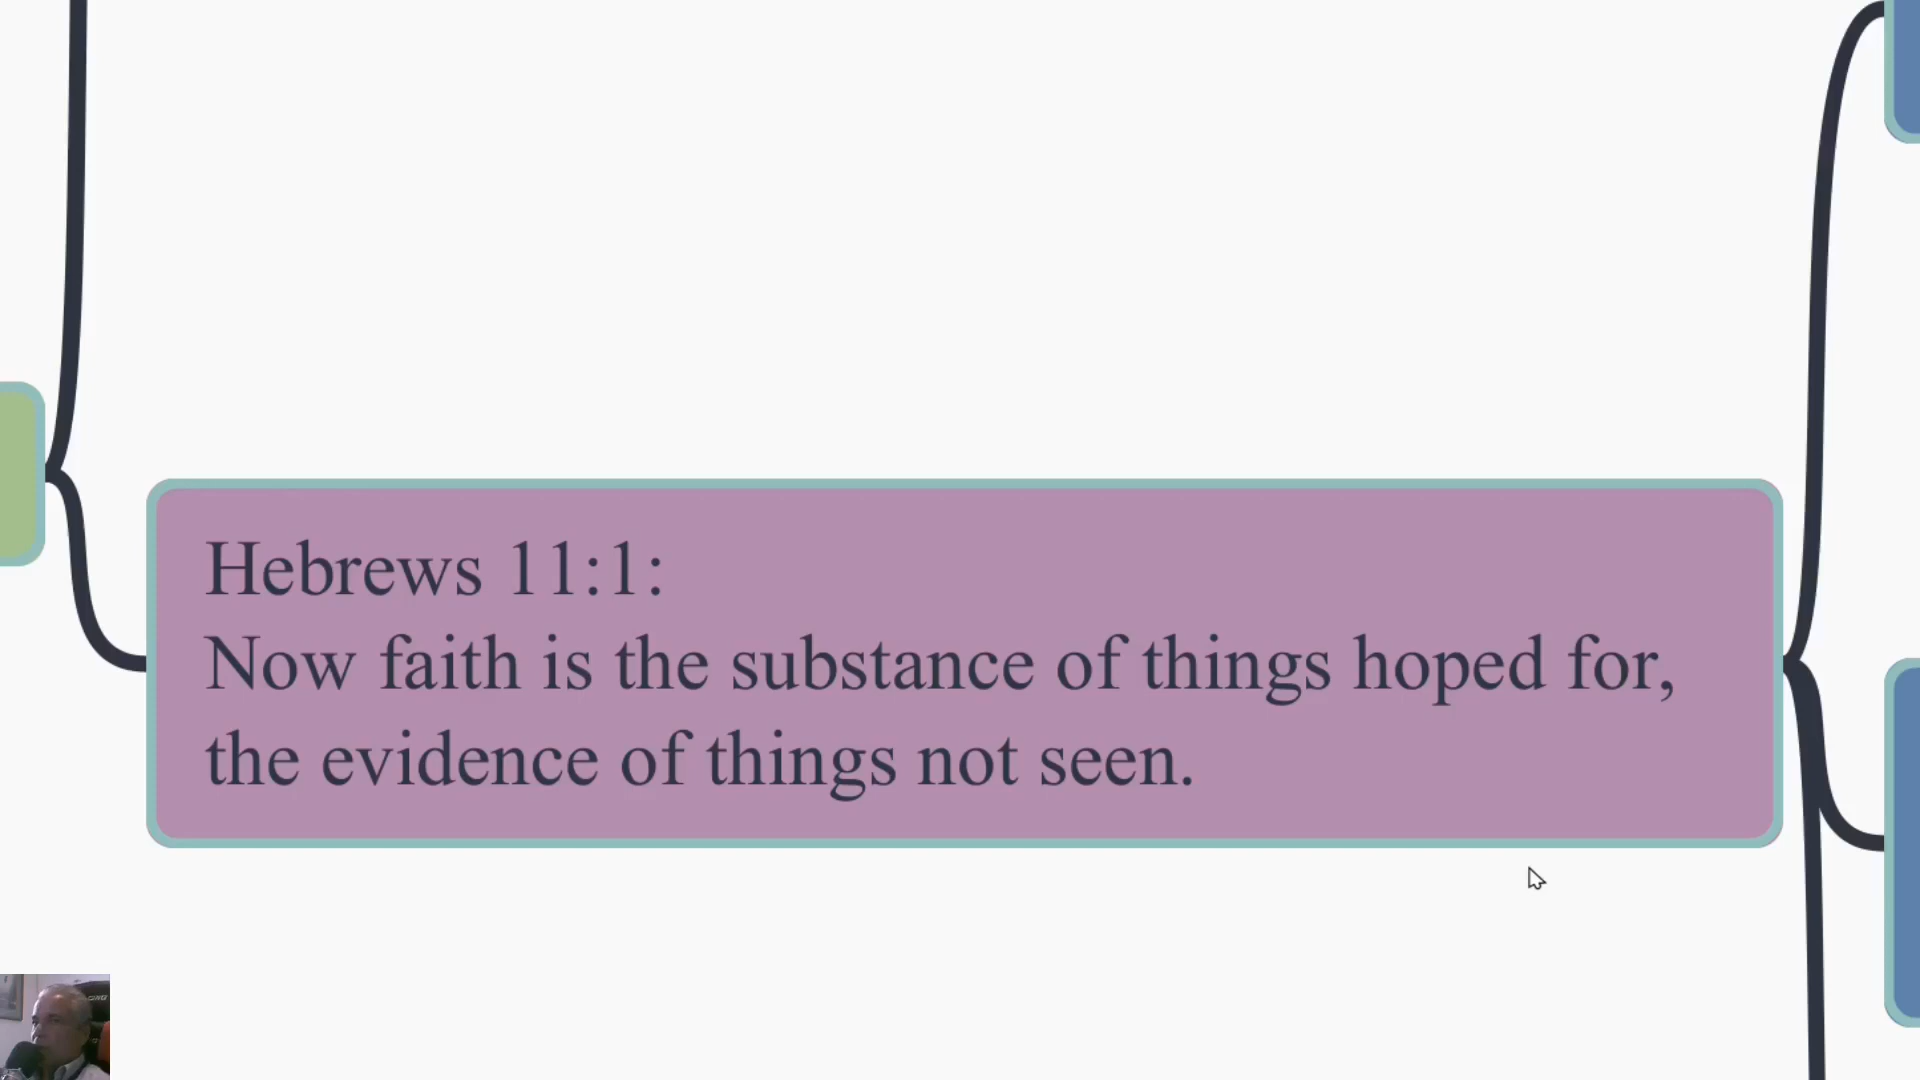 Hebrews 11:1:
Now faith is the substance of things hoped for,
the evidence of things not seen.